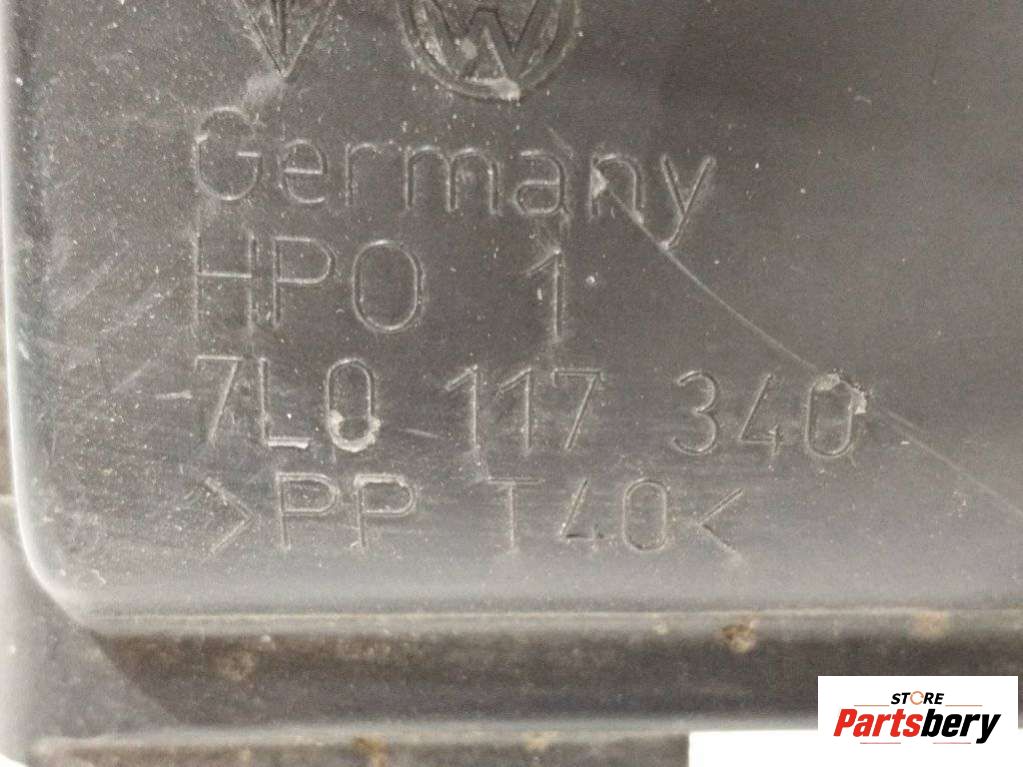 Germany
HPO 1
7L0 117 340
>PP T40<
STORE
Partsbery